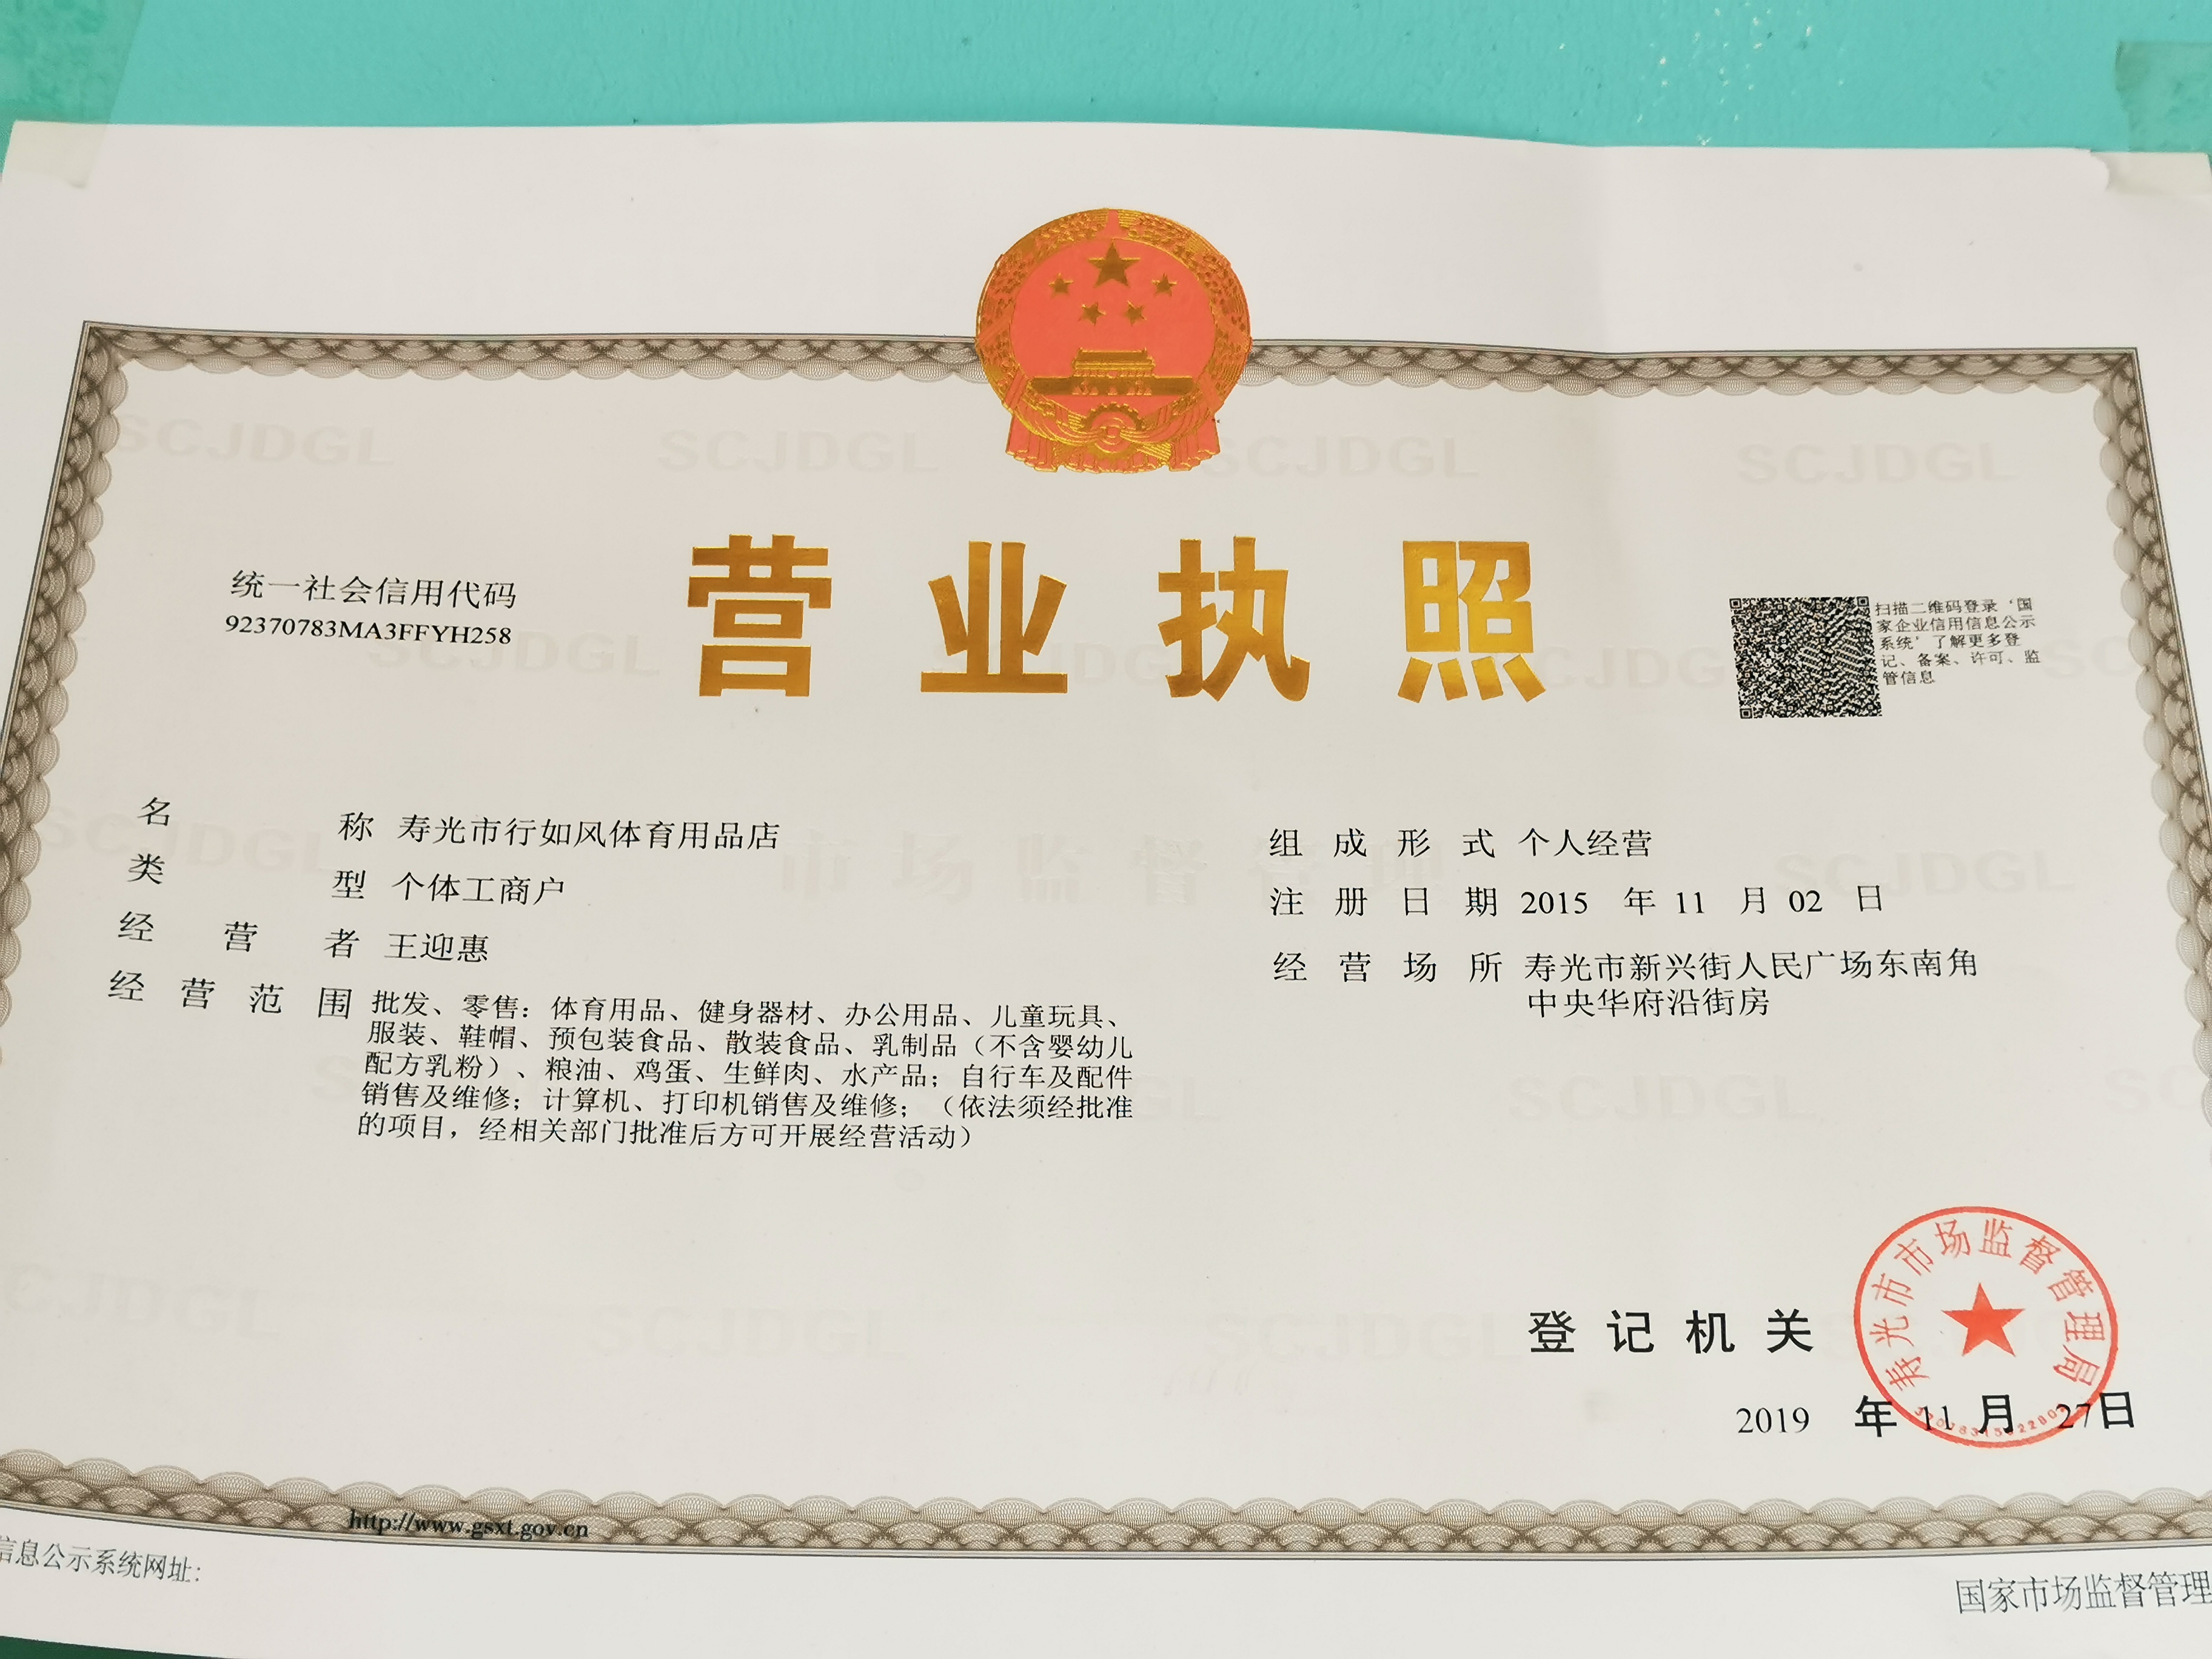 营业执照
统一社会信用代码
92370783MA3FFYH258
扫描二维码登录‘国
家企业信用信息公示
系统’了解更多登
记、备案、许可、监
管信息
名 称 寿光市行如风体育用品店
类 型 个体工商户
经 营 者 王迎惠
经 营 范 围 批发、零售：体育用品、健身器材、办公用品、儿童玩具、
服装、鞋帽、预包装食品、散装食品、乳制品（不含婴幼儿
配方乳粉）、粮油、鸡蛋、生鲜肉、水产品；自行车及配件
销售及维修；计算机、打印机销售及维修；（依法须经批准
的项目，经相关部门批准后方可开展经营活动）
组 成 形 式 个人经营
注 册 日 期 2015 年 11 月 02 日
经 营 场 所 寿光市新兴街人民广场东南角
中央华府沿街房
登 记 机 关
寿光市市场监督管理局
2019 年 11 月 27日
http://www.gsxt.gov.cn
信息公示系统网址：
国家市场监督管理
市场监督管理
SCJDGL